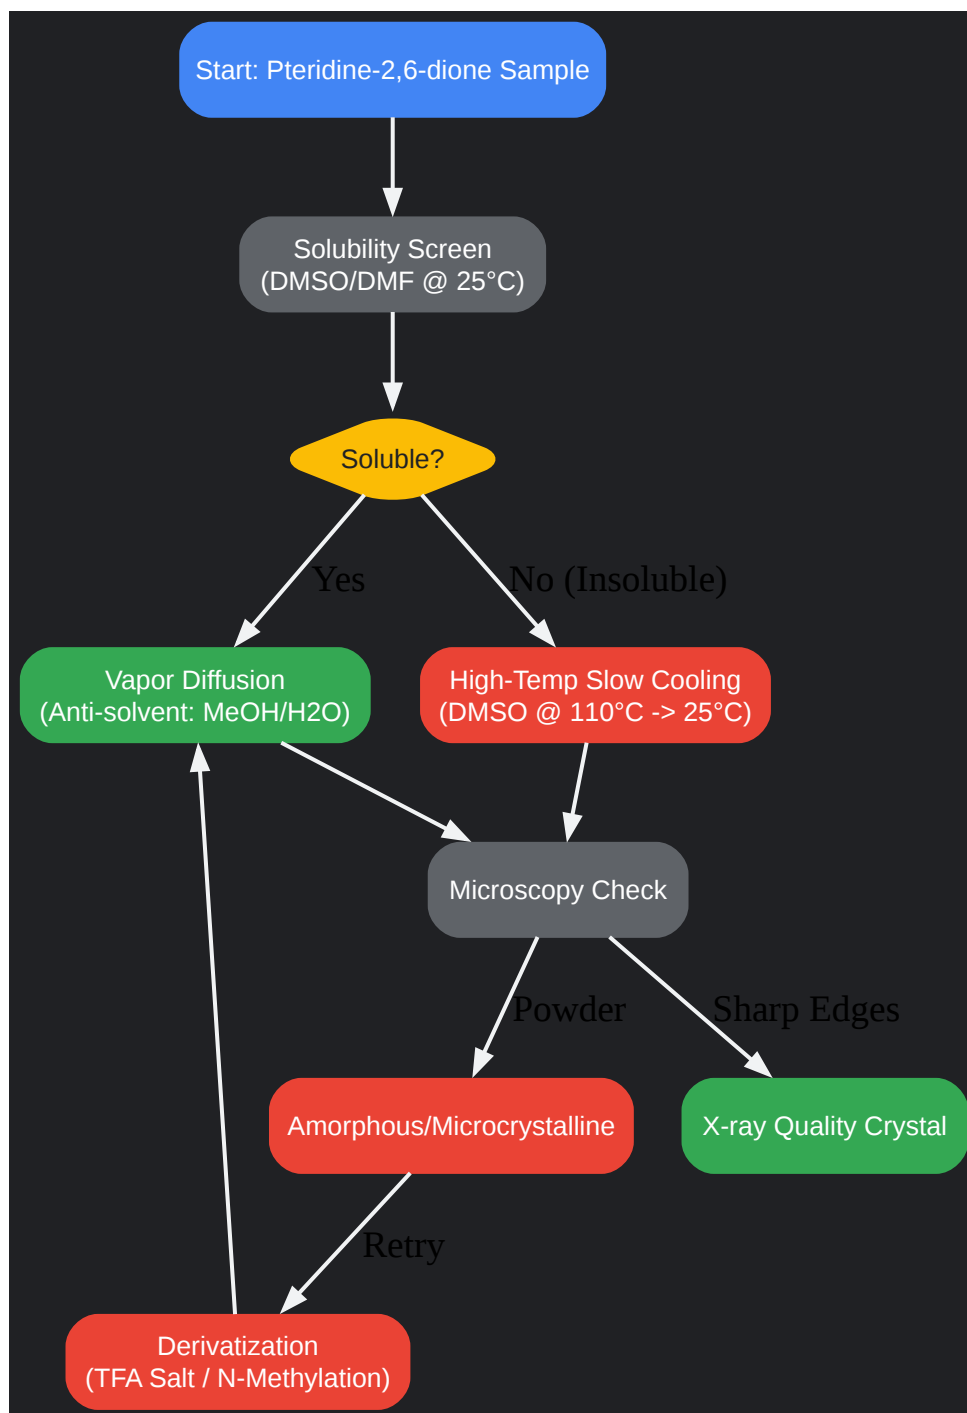 Start: Pteridine-2,6-dione Sample
Solubility Screen
(DMSO/DMF @ 25°C)
Soluble?
Yes
No (Insoluble)
Vapor Diffusion
(Anti-solvent: MeOH/H2O)
High-Temp Slow Cooling
(DMSO @ 110°C -> 25°C)
Microscopy Check
Powder
Sharp Edges
Amorphous/Microcrystalline
X-ray Quality Crystal
Retry
Derivatization
(TFA Salt / N-Methylation)